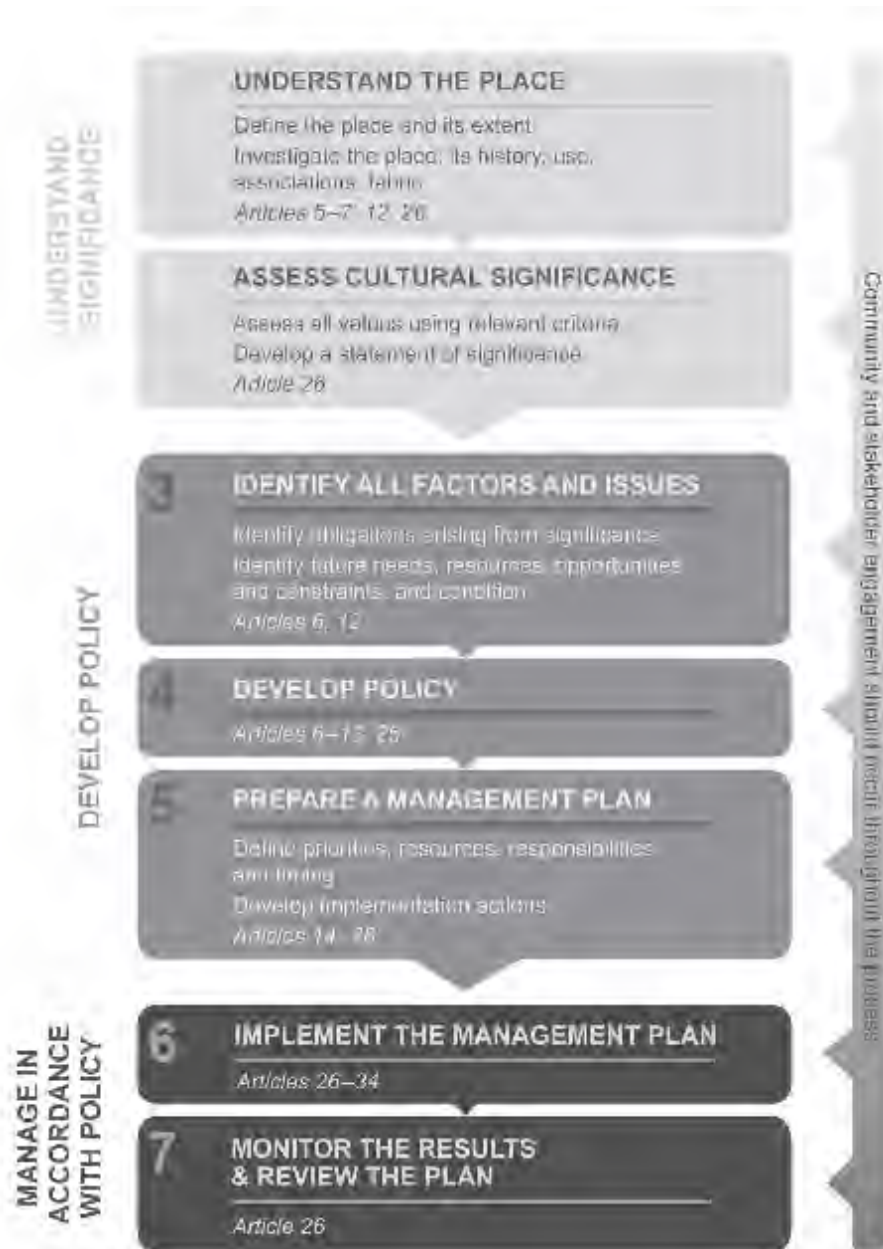 UNDERSTAND
SIGNIFICANCE
UNDERSTAND THE PLACE
Define the place and its extent
Investigate the place: its history, use,
associations, fabric
Articles 5–7, 12, 26
ASSESS CULTURAL SIGNIFICANCE
Assess all values using relevant criteria
Develop a statement of significance
Article 26
DEVELOP POLICY
3
IDENTIFY ALL FACTORS AND ISSUES
Identify obligations arising from significance
Identify future needs, resources, opportunities
and constraints, and condition
Articles 6, 12
4
DEVELOP POLICY
Articles 6–13, 26
5
PREPARE A MANAGEMENT PLAN
Define priorities, resources, responsibilities
and timing
Develop implementation actions
Articles 14–28
MANAGE IN
ACCORDANCE
WITH POLICY
6
IMPLEMENT THE MANAGEMENT PLAN
Articles 26–34
7
MONITOR THE RESULTS
& REVIEW THE PLAN
Article 26
Community and stakeholder engagement should occur throughout the process